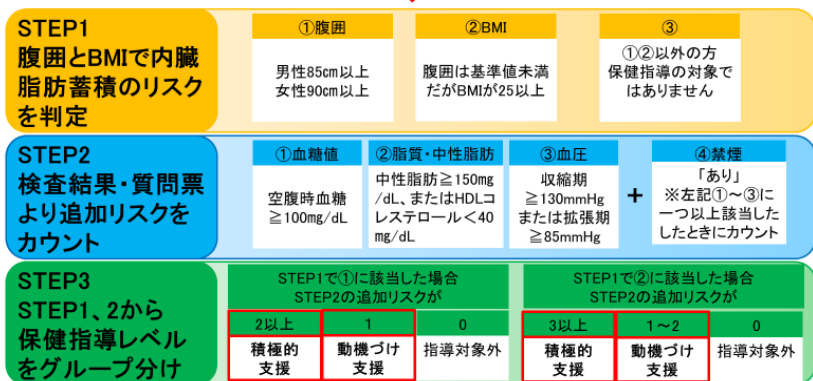 STEP1
腹囲とBMIで内臓
脂肪蓄積のリスク
を判定
①腹囲
男性85㎝以上
女性90㎝以上
②BMI
腹囲は基準値未満
だがBMIが25以上
③
①②以外の方
保健指導の対象で
はありません
STEP2
検査結果・質問票
より追加リスクを
カウント
①血糖値
空腹時血糖
≧100mg/dL
②脂質・中性脂肪
中性脂肪≧150mg
/dL、またはHDLコ
レステロール＜40
mg/dL
③血圧
収縮期
≧130mmHg
または拡張期
≧85mmHg
+
④禁煙
「あり」
※左記①～③に
一つ以上該当した
したときにカウント
STEP3
STEP1、2から
保健指導レベル
をグループ分け
STEP1で①に該当した場合
STEP2の追加リスクが
2以上
1
0
積極的
支援
動機づけ
支援
指導対象外
STEP1で②に該当した場合
STEP2の追加リスクが
3以上
1～2
0
積極的
支援
動機づけ
支援
指導対象外